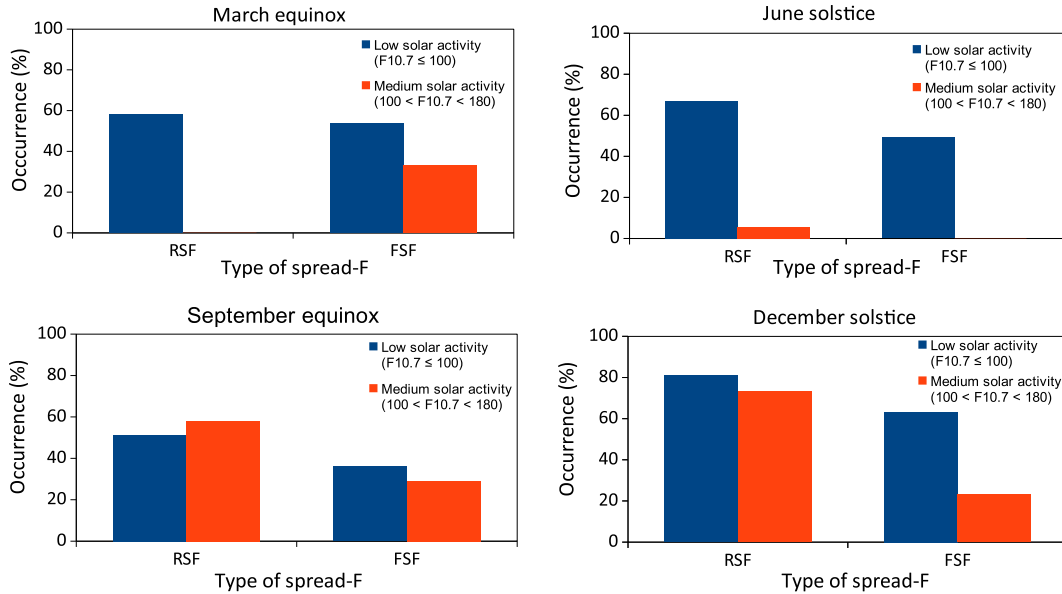 March equinox
Occcurrence (%)
100
80
60
40
20
0
Low solar activity
(F10.7 ≤ 100)
Medium solar activity
(100 < F10.7 < 180)
RSF
FSF
Type of spread-F
June solstice
Occurrence (%)
100
80
60
40
20
0
Low solar activity
(F10.7 ≤ 100)
Medium solar activity
(100 < F10.7 < 180)
RSF
FSF
Type of spread-F
September equinox
Occurrence (%)
100
80
60
40
20
0
Low solar activity
(F10.7 ≤ 100)
Medium solar activity
(100 < F10.7 < 180)
RSF
FSF
Type of spread-F
December solstice
Occurrence (%)
100
80
60
40
20
0
Low solar activity
(F10.7 ≤ 100)
Medium solar activity
(100 < F10.7 < 180)
RSF
FSF
Type of spread-F